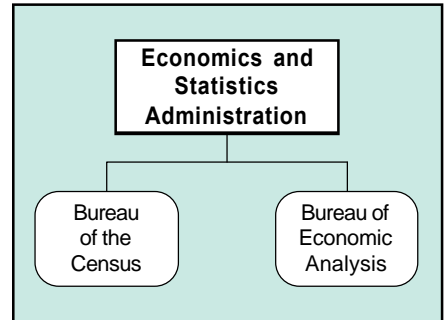 Economics and
Statistics
Administration
Bureau
of the
Census
Bureau of
Economic
Analysis